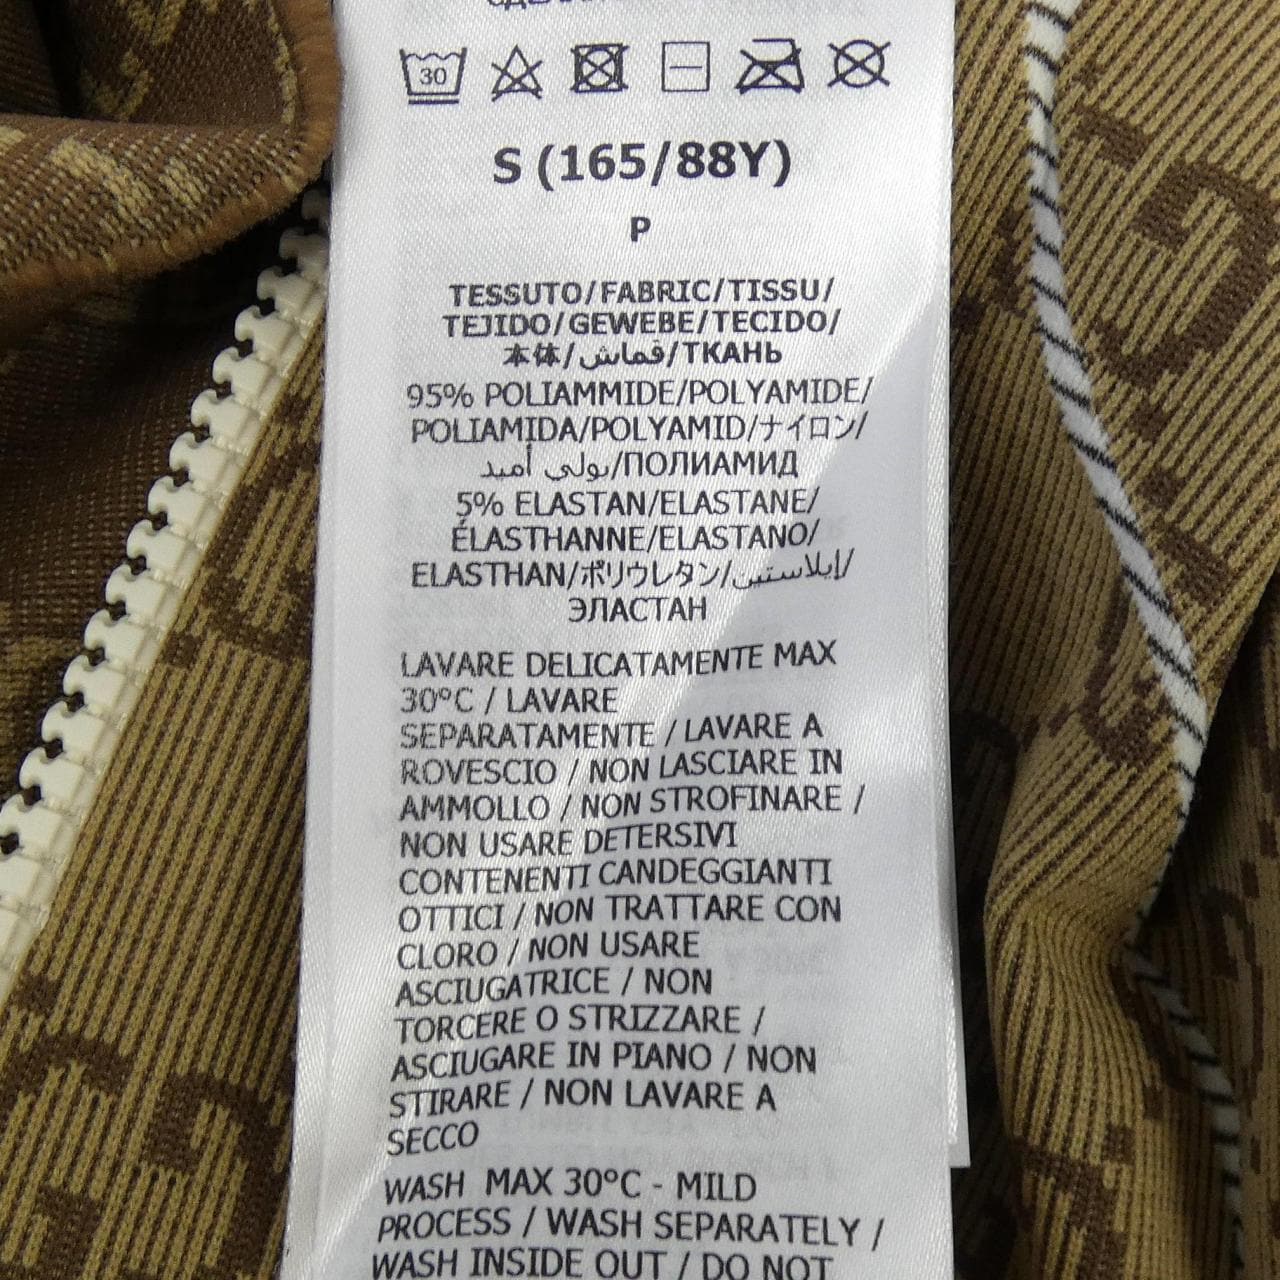 30
S (165/88Y)
P
TESSUTO/FABRIC/TISSU/
TEJIDO/GEWEBE/TECIDO/
本体/قماش/ТКАНЬ
95% POLIAMMIDE/POLYAMIDE/
POLIAMIDA/POLYAMID/ナイロン/
بولي أميد/ПОЛИАМИД
5% ELASTAN/ELASTANE/
ÉLASTHANNE/ELASTANO/
ELASTHAN/ポリウレタン/إيلاستين/
ЭЛАСТАН
LAVARE DELICATAMENTE MAX
30°C / LAVARE
SEPARATAMENTE / LAVARE A
ROVESCIO / NON LASCIARE IN
AMMOLLO / NON STROFINARE /
NON USARE DETERSIVI
CONTENENTI CANDEGGIANTI
OTTICI / NON TRATTARE CON
CLORO / NON USARE
ASCIUGATRICE / NON
TORCERE O STRIZZARE /
ASCIUGARE IN PIANO / NON
STIRARE / NON LAVARE A
SECCO
WASH MAX 30°C - MILD
PROCESS / WASH SEPARATELY /
WASH INSIDE OUT / DO NOT